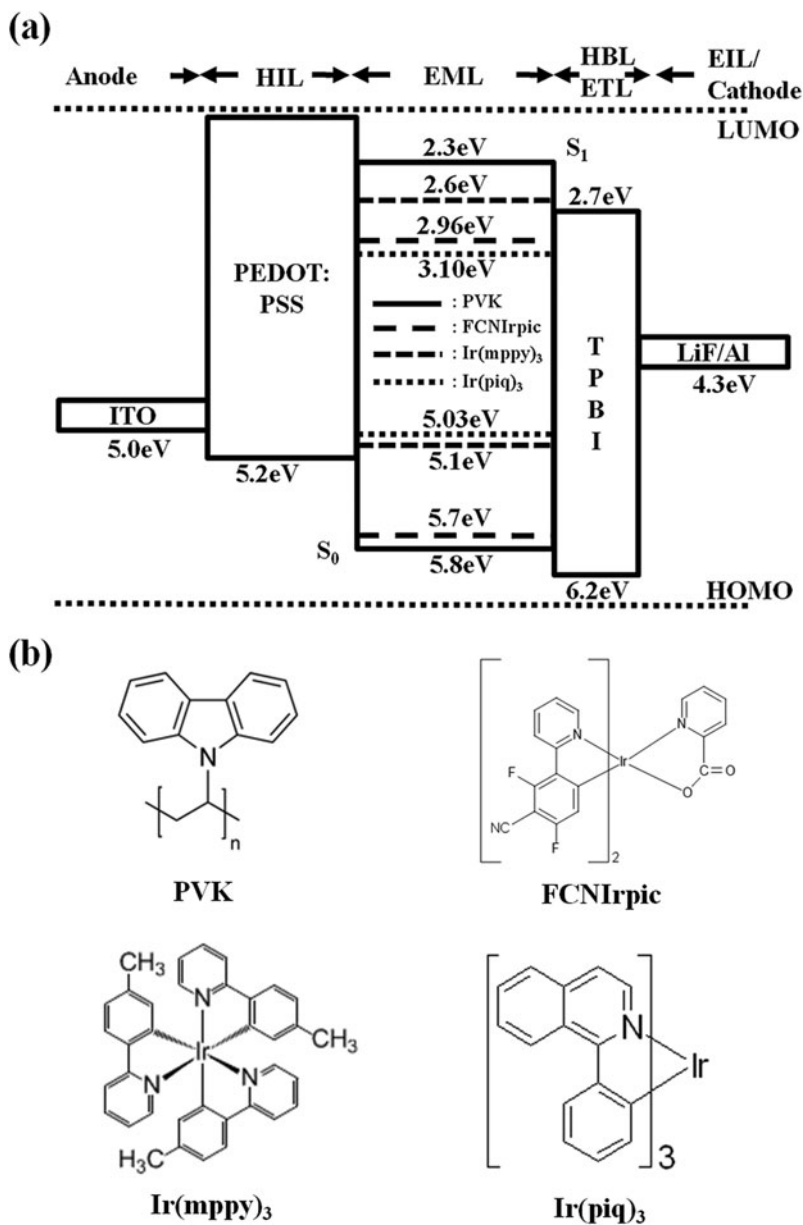 (a)
Anode
HIL
EML
HBL
ETL
EIL/
Cathode
LUMO
2.3eV
S₁
2.6eV
2.7eV
2.96eV
3.10eV
PEDOT:
PSS
: PVK
: FCNIrpic
: Ir(mppy)₃
: Ir(piq)₃
T
P
B
I
LiF/Al
4.3eV
ITO
5.0eV
5.03eV
5.2eV
5.1eV
5.7eV
S₀
5.8eV
6.2eV
HOMO
(b)
N
n
PVK
N
Ir
N
F
C=O
O
NC
F
2
FCNIrpic
CH₃
N
Ir
CH₃
N
N
H₃C
Ir(mppy)₃
N
Ir
3
Ir(piq)₃